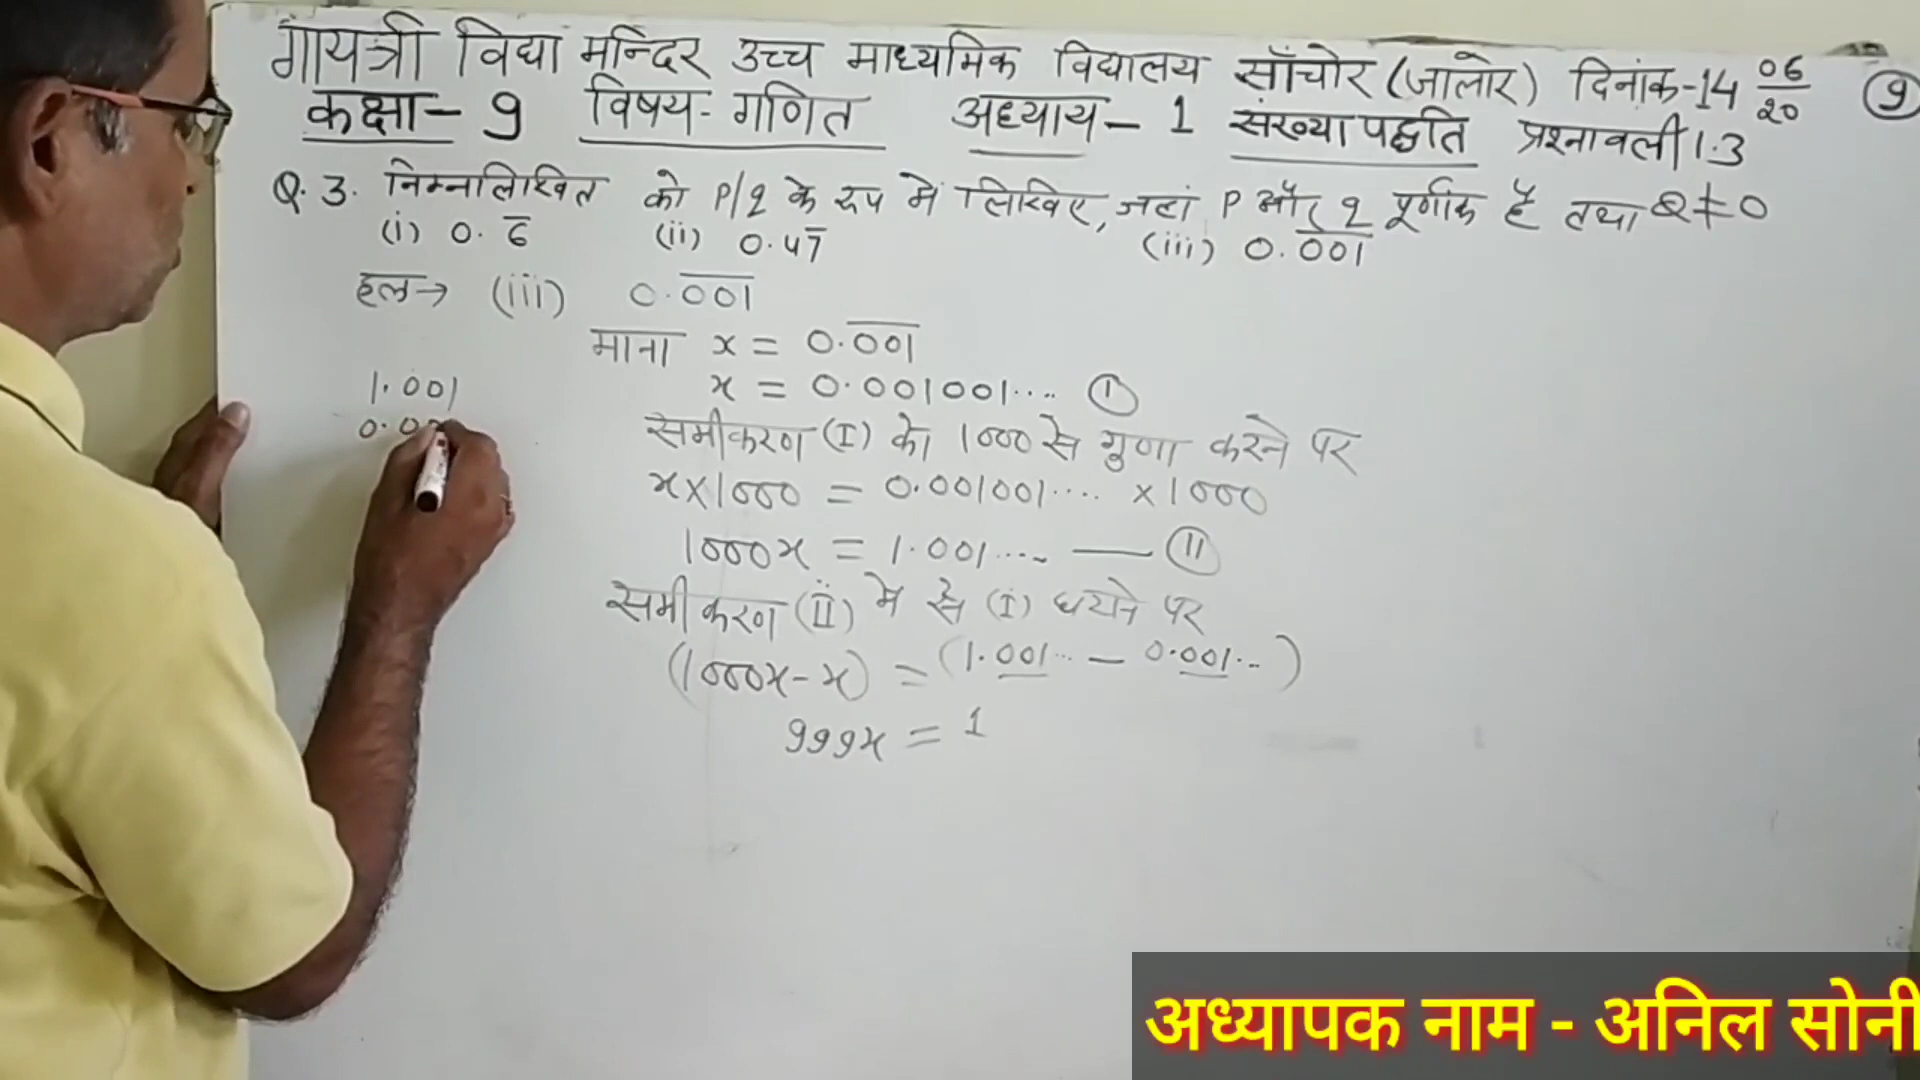 गायत्री विद्या मन्दिर उच्च माध्यमिक विद्यालय साँचोर (जालोर) दिनांक-14 06/20 9
कक्षा- 9 विषय- गणित अध्याय- 1 संख्या पद्धति प्रश्नावली 1.3
Q. 3. निम्नलिखित को P/q के रूप में लिखिए, जहां P और q पूर्णांक हैं तथा Q≠0
(i) 0.6̅ (ii) 0.47̅ (iii) 0.0̅0̅1̅
हल→ (iii) 0.0̅0̅1̅
माना x = 0.0̅0̅1̅
x = 0.001001.... (I)
समीकरण (I) को 1000 से गुणा करने पर
x×1000 = 0.001001.... ×1000
1000x = 1.001.... — (II)
समीकरण (II) में से (I) घटाने पर
(1000x-x) = (1.001... - 0.001...)
999x = 1
1.001
0.00
अध्यापक नाम - अनिल सोनी